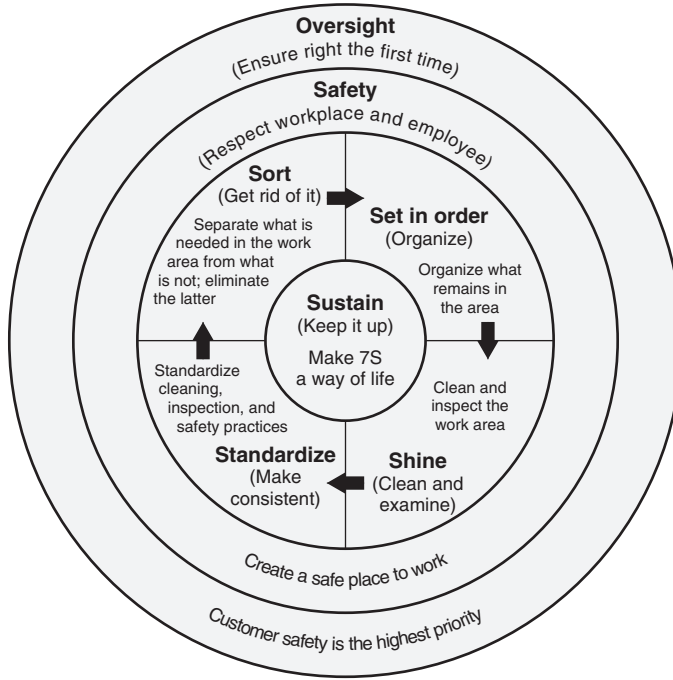 Oversight
(Ensure right the first time)
Safety
(Respect workplace and employee)
Sort
(Get rid of it)
Separate what is
needed in the work
area from what
is not; eliminate
the latter
Set in order
(Organize)
Organize what
remains in
the area
Sustain
(Keep it up)
Make 7S
a way of life
Standardize
cleaning,
inspection, and
safety practices
Standardize
(Make
consistent)
Clean and
inspect the
work area
Shine
(Clean and
examine)
Create a safe place to work
Customer safety is the highest priority